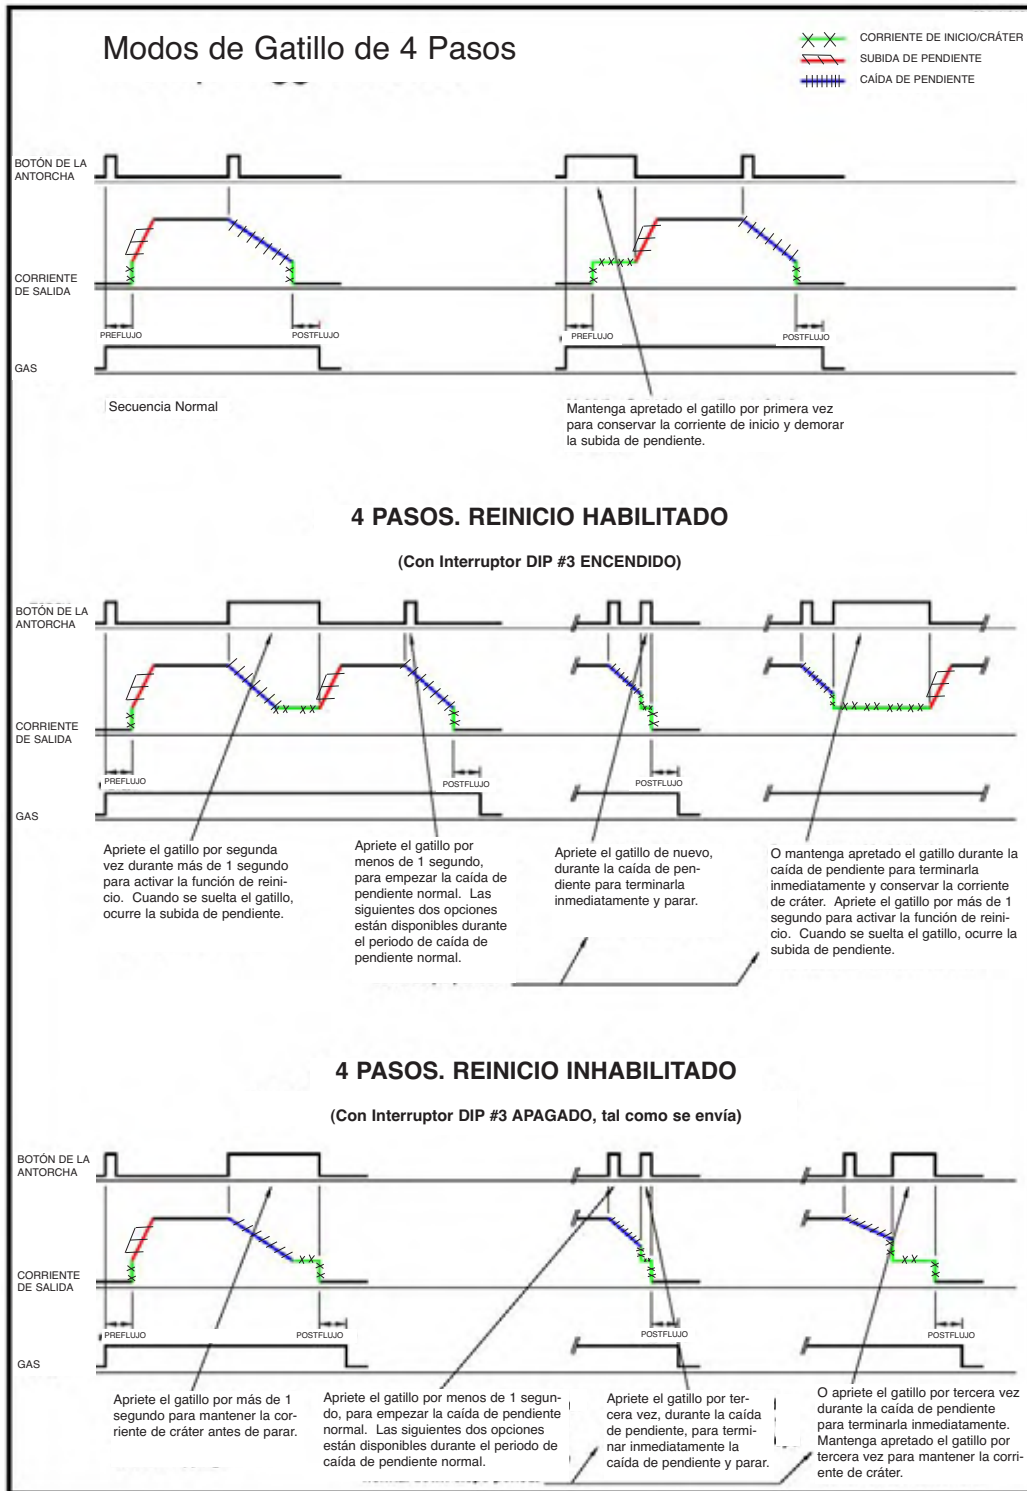 Modos de Gatillo de 4 Pasos
CORRIENTE DE INICIO/CRÁTER
SUBIDA DE PENDIENTE
CAÍDA DE PENDIENTE
BOTÓN DE LA
ANTORCHA
CORRIENTE
DE SALIDA
PREFLUJO
POSTFLUJO
PREFLUJO
POSTFLUJO
GAS
Secuencia Normal
Mantenga apretado el gatillo por primera vez
para conservar la corriente de inicio y demorar
la subida de pendiente.
4 PASOS. REINICIO HABILITADO
(Con Interruptor DIP #3 ENCENDIDO)
BOTÓN DE LA
ANTORCHA
CORRIENTE
DE SALIDA
PREFLUJO
POSTFLUJO
POSTFLUJO
GAS
Apriete el gatillo por segunda
vez durante más de 1 segundo
para activar la función de reini-
cio. Cuando se suelta el gatillo,
ocurre la subida de pendiente.
Apriete el gatillo por
menos de 1 segundo,
para empezar la caída de
pendiente normal. Las
siguientes dos opciones
están disponibles durante
el periodo de caída de
pendiente normal.
Apriete el gatillo de nuevo,
durante la caída de pen-
diente para terminarla
inmediatamente y parar.
O mantenga apretado el gatillo durante la
caída de pendiente para terminarla
inmediatamente y conservar la corriente
de cráter. Apriete el gatillo por más de 1
segundo para activar la función de reini-
cio. Cuando se suelta el gatillo, ocurre la
subida de pendiente.
4 PASOS. REINICIO INHABILITADO
(Con Interruptor DIP #3 APAGADO, tal como se envía)
BOTÓN DE LA
ANTORCHA
CORRIENTE
DE SALIDA
PREFLUJO
POSTFLUJO
POSTFLUJO
POSTFLUJO
GAS
Apriete el gatillo por más de 1
segundo para mantener la cor-
riente de cráter antes de parar.
Apriete el gatillo por menos de 1 segun-
do, para empezar la caída de pendiente
normal. Las siguientes dos opciones
están disponibles durante el periodo de
caída de pendiente normal.
Apriete el gatillo por ter-
cera vez, durante la caída
de pendiente, para termi-
nar inmediatamente la
caída de pendiente y parar.
O apriete el gatillo por tercera vez
durante la caída de pendiente
para terminarla inmediatamente.
Mantenga apretado el gatillo por
tercera vez para mantener la corri-
ente de cráter.